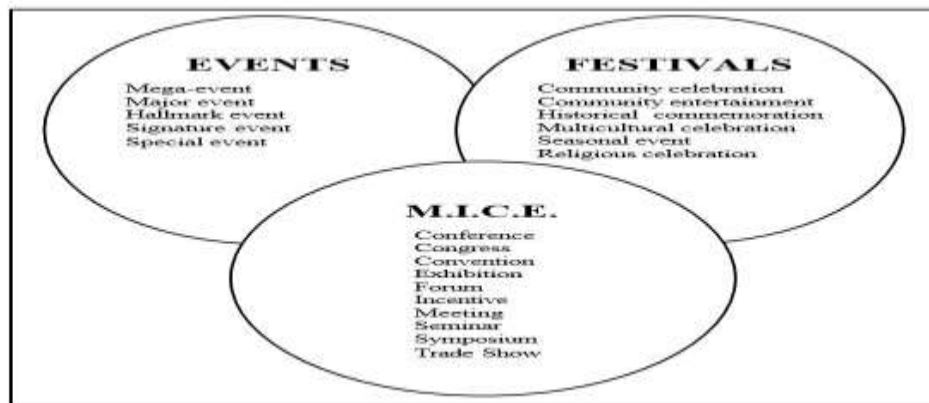 EVENTS
Mega-event
Major event
Hallmark event
Signature event
Special event
FESTIVALS
Community celebration
Community entertainment
Historical commemoration
Multicultural celebration
Seasonal event
Religious celebration
M.I.C.E.
Conference
Congress
Convention
Exhibition
Forum
Incentive
Meeting
Seminar
Symposium
Trade Show